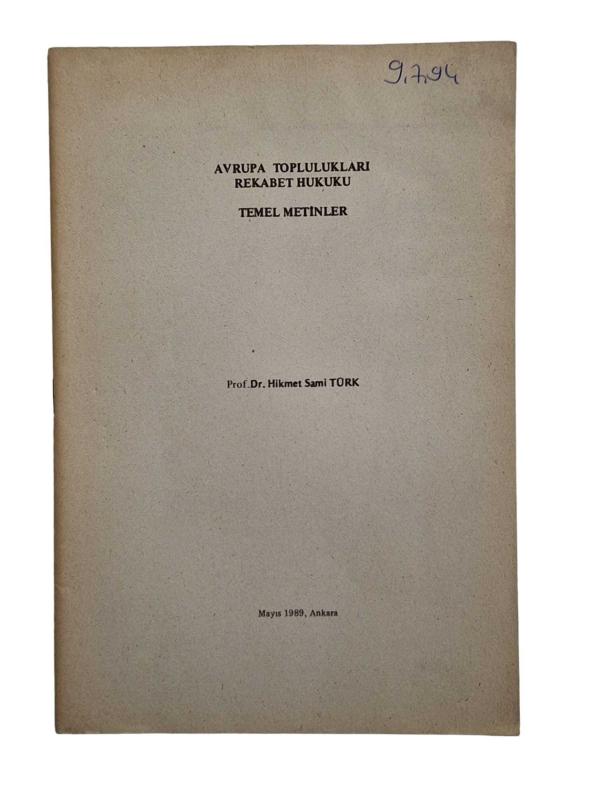 9.7.94
AVRUPA TOPLULUKLARI
REKABET HUKUKU
TEMEL METİNLER
Prof.Dr. Hikmet Sami TÜRK
Mayıs 1989, Ankara